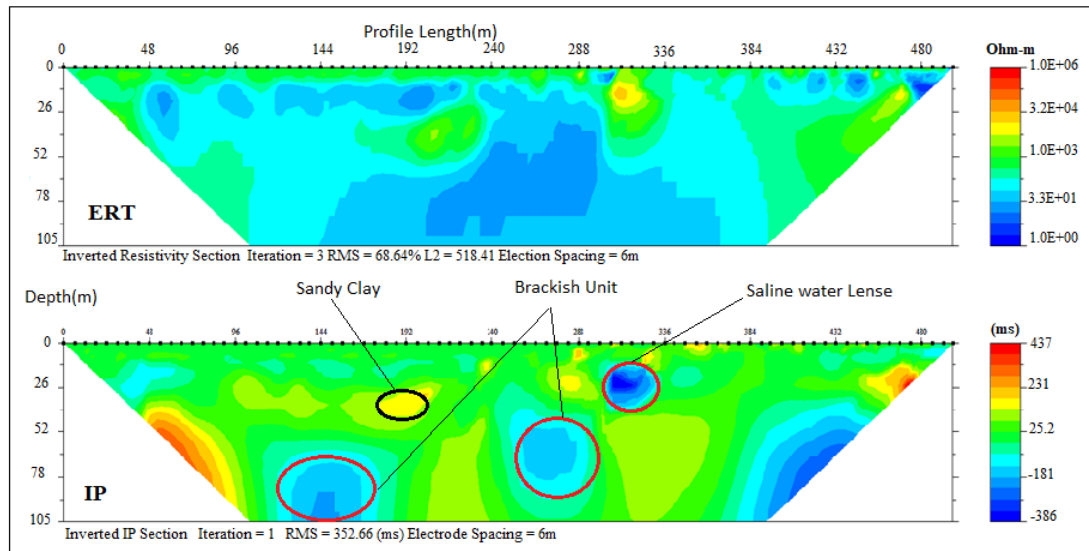 Profile Length(m)
0 48 96 144 192 240 288 336 384 432 480
Ohm-m
0
26
52
78
105
1.0E+06
3.2E+04
1.0E+03
3.3E+01
1.0E+00
ERT
Inverted Resistivity Section Iteration = 3 RMS = 68.64% L2 = 518.41 Election Spacing = 6m
Sandy Clay
Brackish Unit
Saline water Lense
Depth(m)
0 48 96 144 192 240 281 336 384 432 480
(ms)
0
26
52
78
105
437
231
25.2
-181
-386
IP
Inverted IP Section Iteration = 1 RMS = 352.66 (ms) Electrode Spacing = 6m